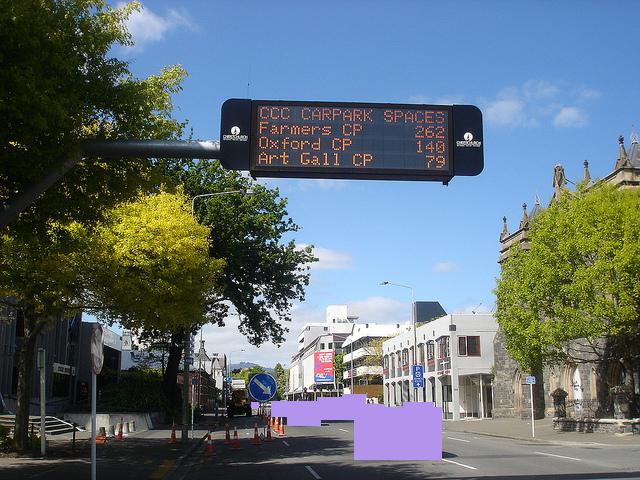 CCC CARPARK SPACES
Farmers CP 262
Oxford CP 140
Art Gall CP 79